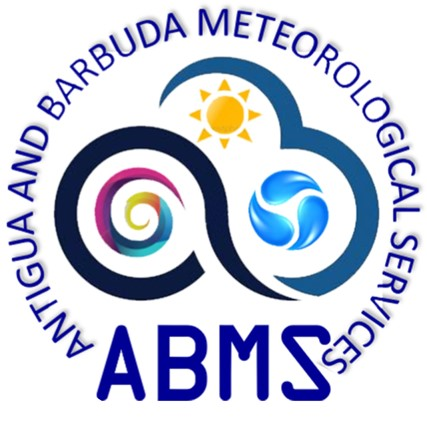 ANTIGUA AND BARBUDA METEOROLOGICAL SERVICES
ABMS